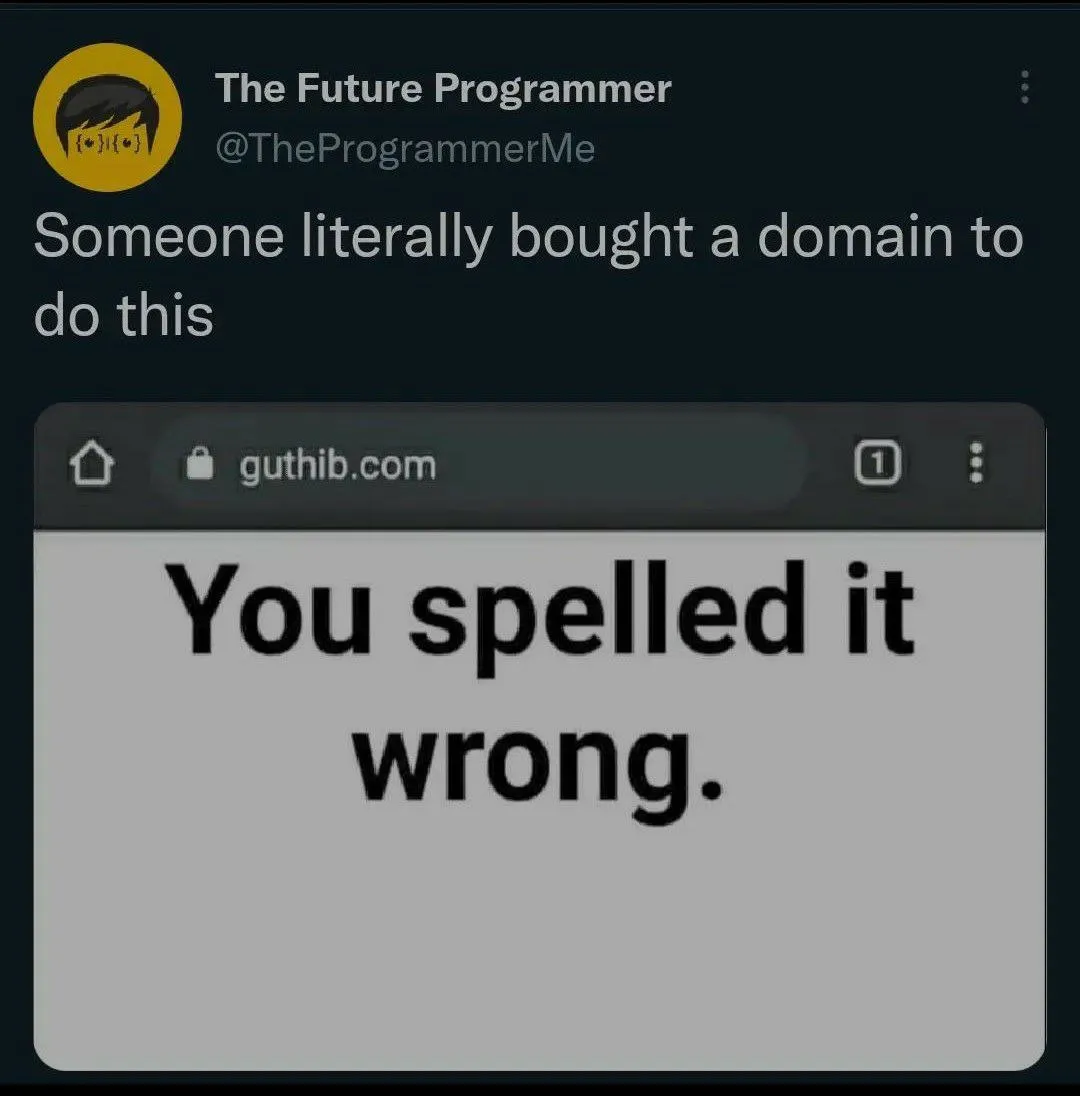 The Future Programmer
@TheProgrammerMe
Someone literally bought a domain to
do this
guthib.com
1
You spelled it
wrong.